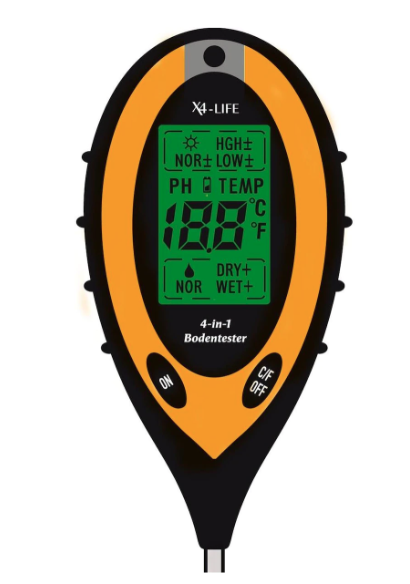 X4-LIFE
HGH±
NOR± LOW±
PH TEMP
18.8 °C
°F
DRY+
NOR WET+
4-in-1
Bodentester
ON
C/F
OFF